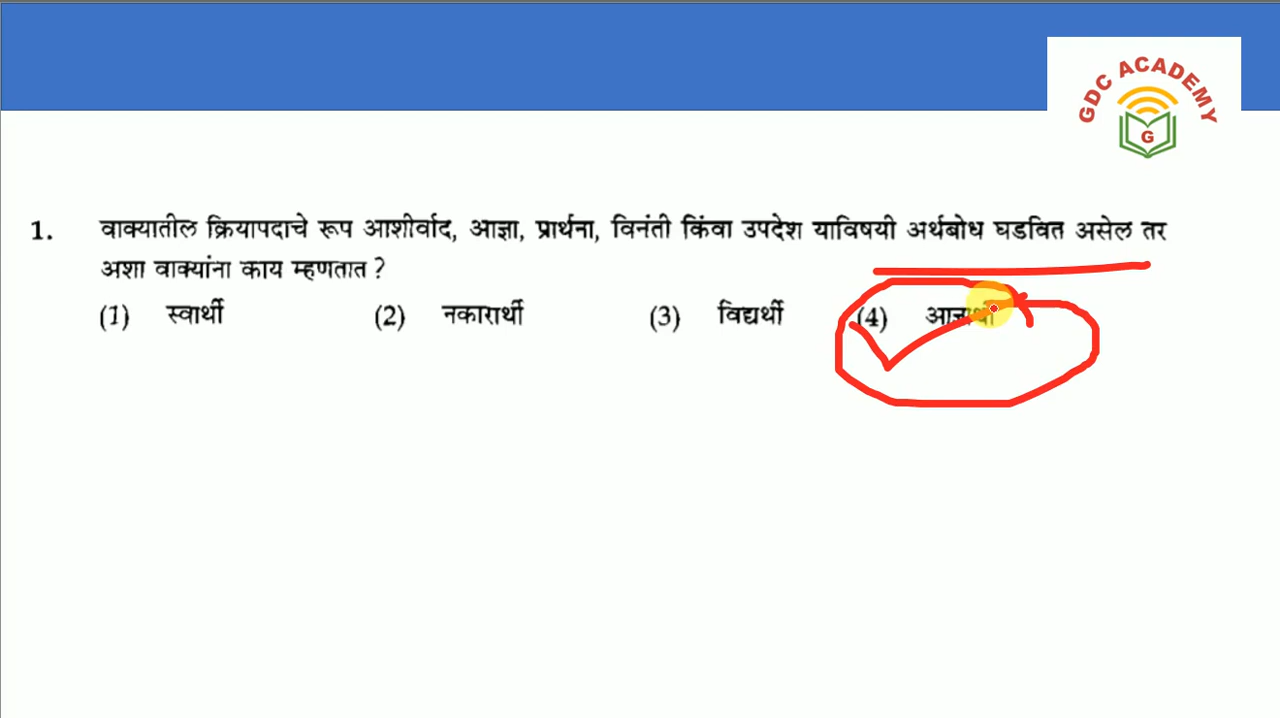 GDC ACADEMY
G
1. वाक्यातील क्रियापदाचे रूप आशीर्वाद, आज्ञा, प्रार्थना, विनंती किंवा उपदेश याविषयी अर्थबोध घडवित असेल तर
अशा वाक्यांना काय म्हणतात ?
(1) स्वार्थी (2) नकारार्थी (3) विद्यर्थी (4) आज्ञार्थी